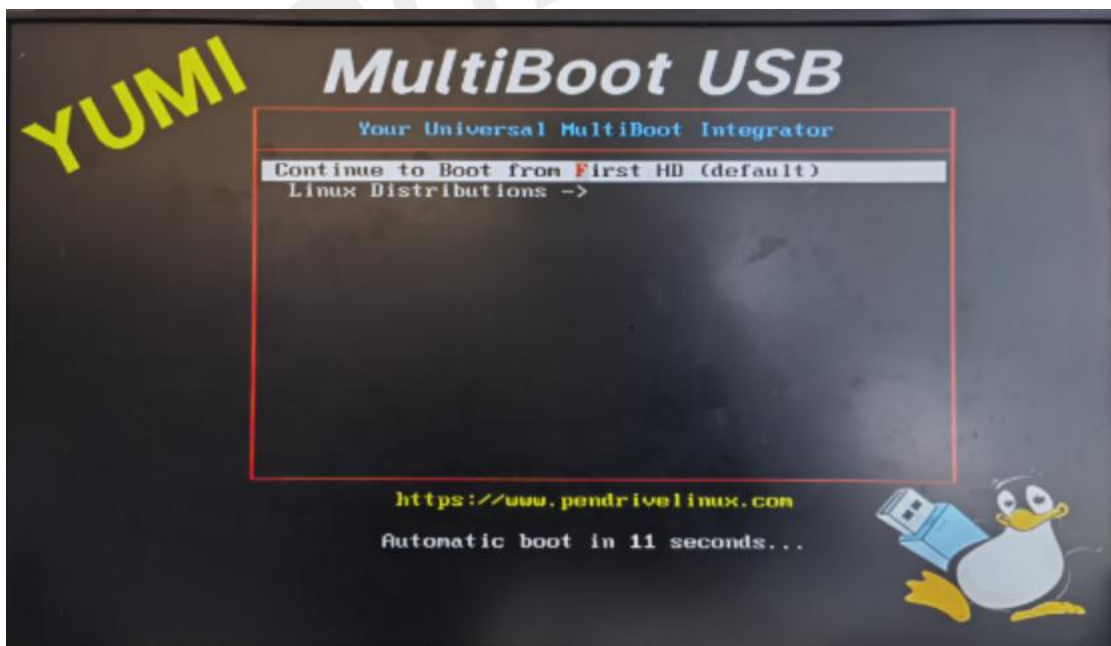 YUMI
MultiBoot USB
Your Universal MultiBoot Integrator
Continue to Boot from First HD (default)
Linux Distributions ->
https://www.pendrivelinux.com
Automatic boot in 11 seconds...